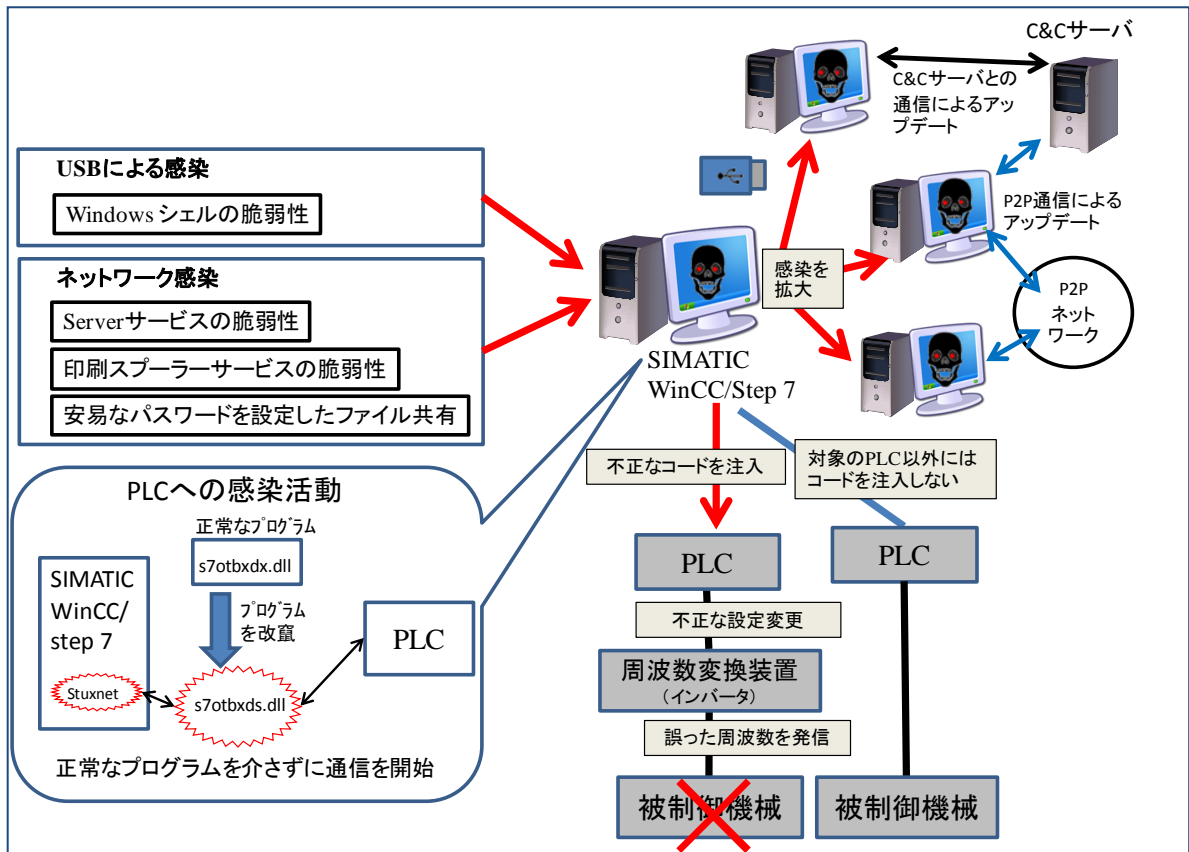 C&Cサーバ
C&Cサーバとの
通信によるアッ
プデート
USBによる感染
Windows シェルの脆弱性
P2P通信による
アップデート
ネットワーク感染
Serverサービスの脆弱性
印刷スプーラーサービスの脆弱性
安易なパスワードを設定したファイル共有
感染を
拡大
P2P
ネット
ワーク
SIMATIC
WinCC/Step 7
不正なコードを注入
対象のPLC以外には
コードを注入しない
PLCへの感染活動
正常なプログラム
s7otbxdx.dll
SIMATIC
WinCC/
step 7
プログラム
を改竄
PLC
Stuxnet
s7otbxds.dll
正常なプログラムを介さずに通信を開始
PLC
PLC
不正な設定変更
周波数変換装置
(インバータ)
誤った周波数を発信
被制御機械
被制御機械